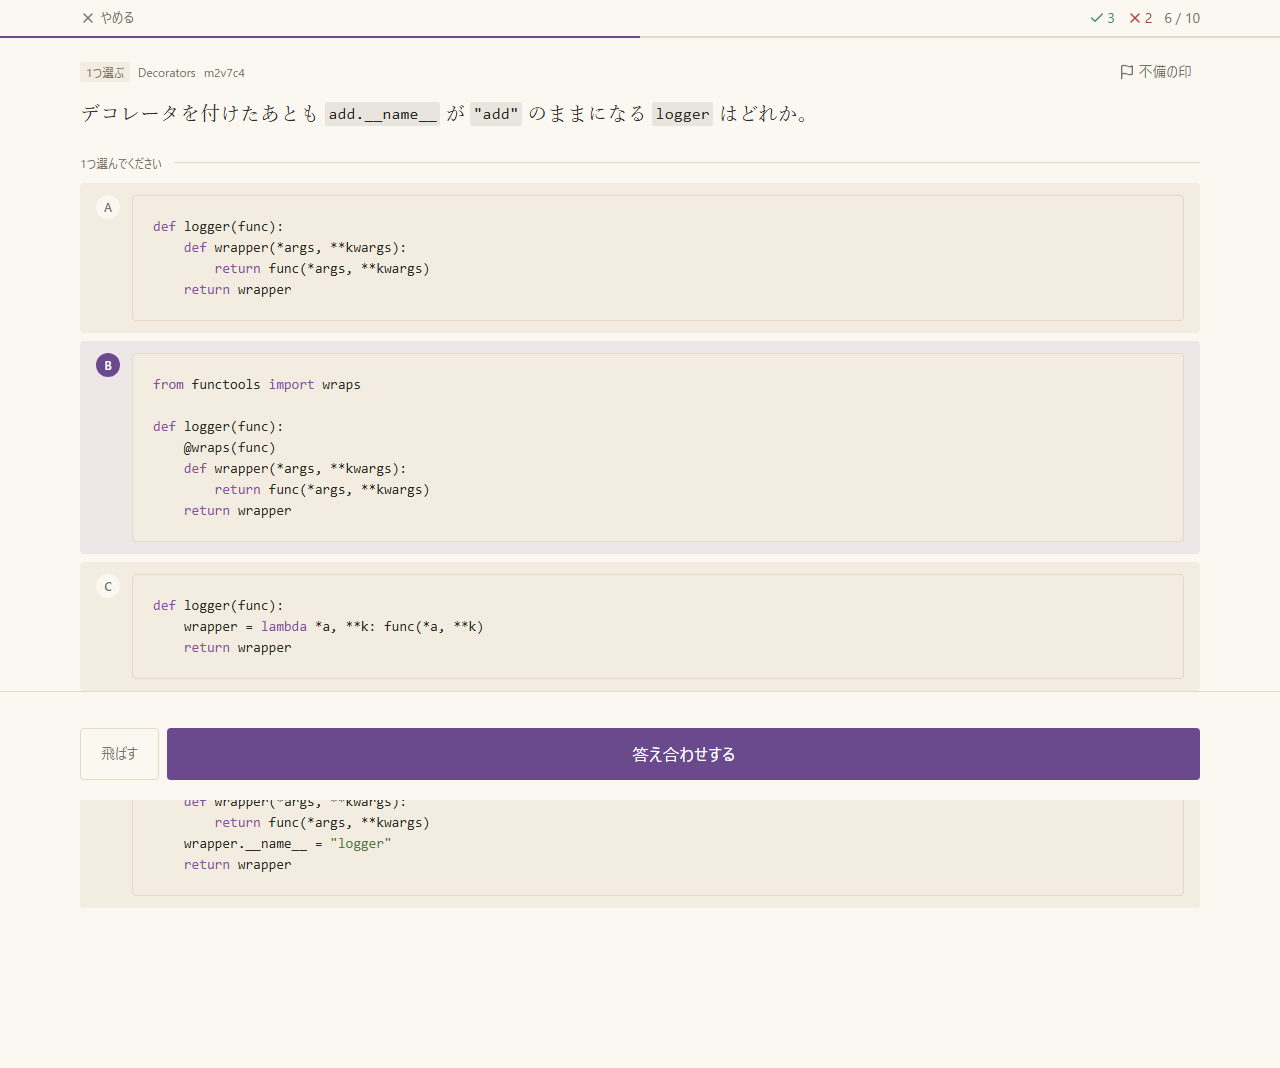 やめる
3 2 6 / 10
1つ選ぶ Decorators m2v7c4
不備の印
デコレータを付けたあとも add.__name__ が "add" のままになる logger はどれか。
1つ選んでください
A
def logger(func):
    def wrapper(*args, **kwargs):
        return func(*args, **kwargs)
    return wrapper
B
from functools import wraps
def logger(func):
    @wraps(func)
    def wrapper(*args, **kwargs):
        return func(*args, **kwargs)
    return wrapper
C
def logger(func):
    wrapper = lambda *a, **k: func(*a, **k)
    return wrapper
飛ばす
答え合わせする
    def wrapper(*args, **kwargs):
        return func(*args, **kwargs)
    wrapper.__name__ = "logger"
    return wrapper